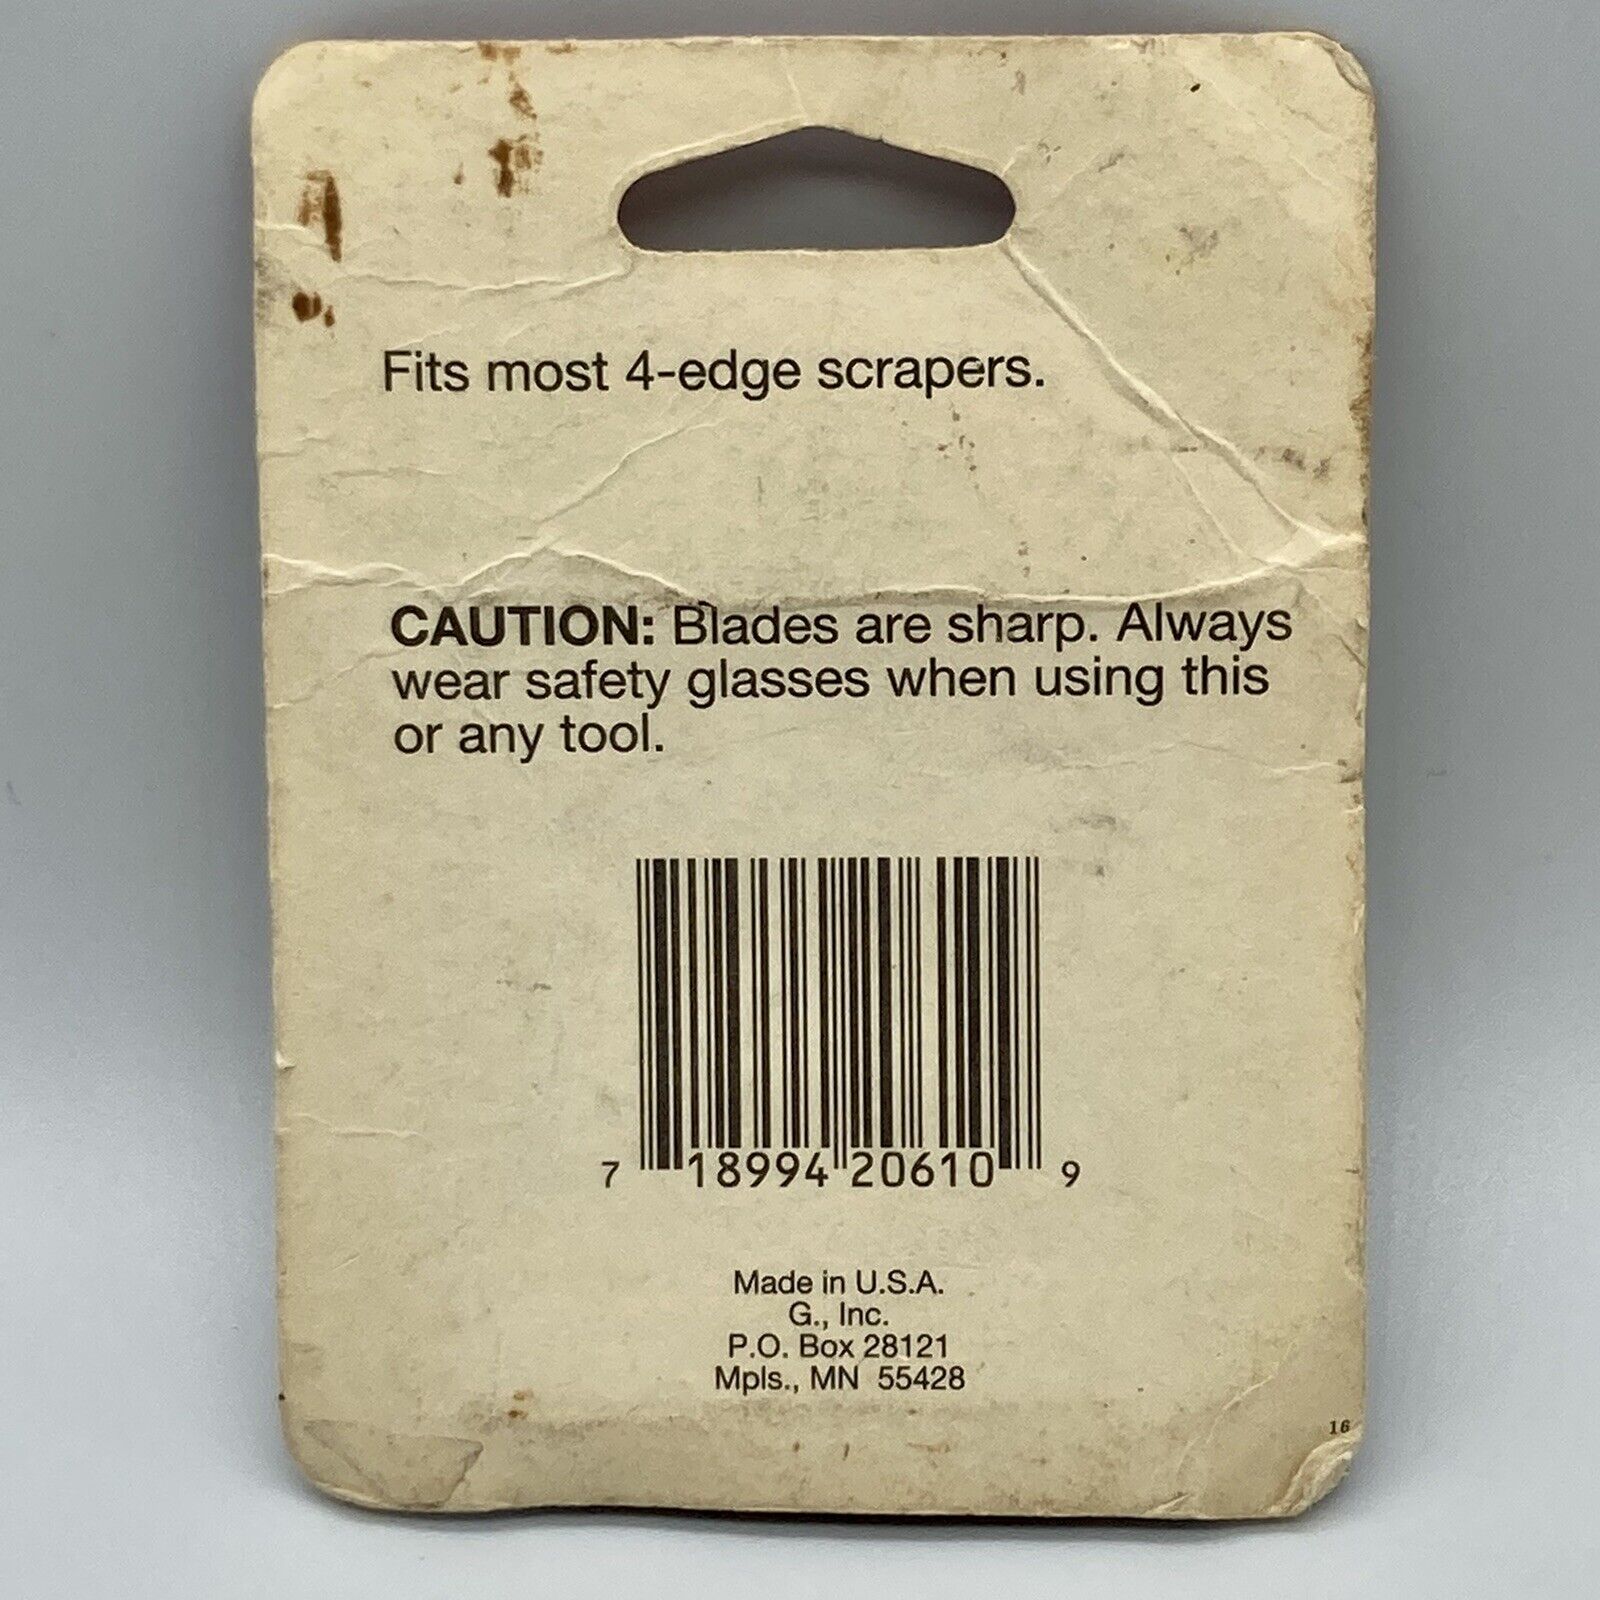 Fits most 4-edge scrapers.
CAUTION: Blades are sharp. Always
wear safety glasses when using this
or any tool.
7 18994 20610 9
Made in U.S.A.
G., Inc.
P.O. Box 28121
Mpls., MN 55428
16